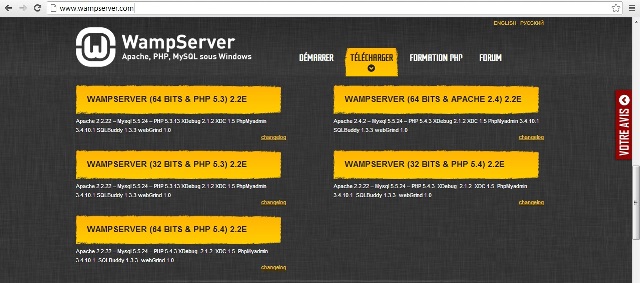 www.wampserver.com
ENGLISH РУССКИЙ
WampServer
Apache, PHP, MySQL sous Windows
DÉMARRER TÉLÉCHARGER FORMATION PHP FORUM
WAMPSERVER (64 BITS & PHP 5.3) 2.2E
Apache 2.2.22 – Mysql 5.5.24 – PHP 5.3.13 XDebug 2.1.2 XDC 1.5 PhpMyadmin
3.4.10.1 SQLBuddy 1.3.3 webGrind 1.0
changelog
WAMPSERVER (64 BITS & APACHE 2.4) 2.2E
Apache 2.4.2 – Mysql 5.5.24 – PHP 5.4.3 XDebug 2.1.2 XDC 1.5 PhpMyadmin 3.4.10.1
SQLBuddy 1.3.3 webGrind 1.0
changelog
WAMPSERVER (32 BITS & PHP 5.3) 2.2E
Apache 2.2.22 – Mysql 5.5.24 – PHP 5.3.13 XDebug 2.1.2 XDC 1.5 PhpMyadmin
3.4.10.1 SQLBuddy 1.3.3 webGrind 1.0
changelog
WAMPSERVER (32 BITS & PHP 5.4) 2.2E
Apache 2.2.22 – Mysql 5.5.24 – PHP 5.4.3 XDebug 2.1.2 XDC 1.5 PhpMyadmin
3.4.10.1 SQLBuddy 1.3.3 webGrind 1.0
changelog
WAMPSERVER (64 BITS & PHP 5.4) 2.2E
Apache 2.2.22 – Mysql 5.5.24 – PHP 5.4.3 XDebug 2.1.2 XDC 1.5 PhpMyadmin
3.4.10.1 SQLBuddy 1.3.3 webGrind 1.0
changelog
VOTRE AVIS